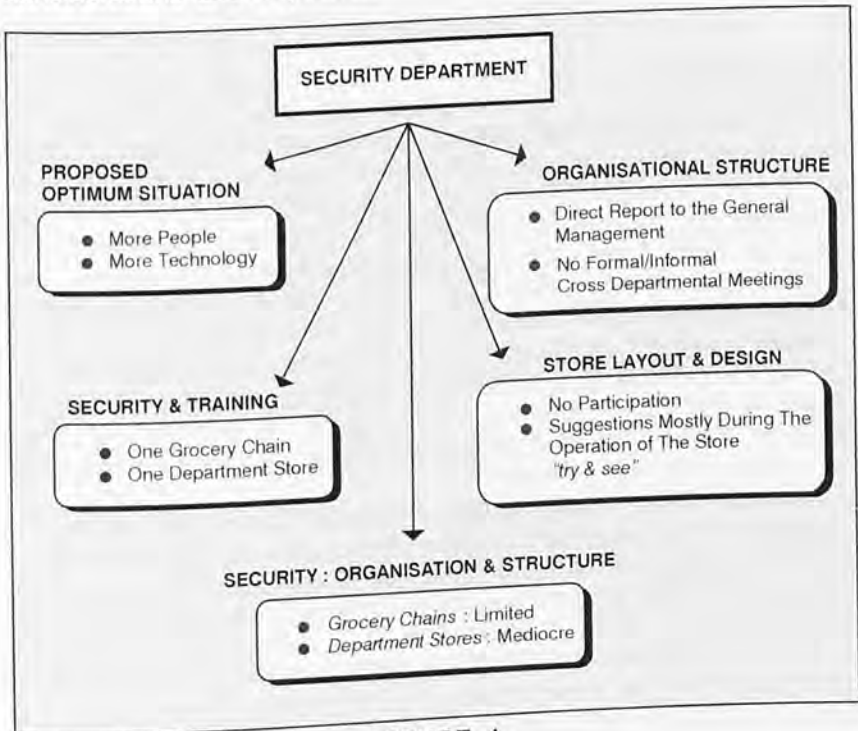 SECURITY DEPARTMENT
PROPOSED
OPTIMUM SITUATION
● More People
● More Technology
ORGANISATIONAL STRUCTURE
● Direct Report to the General
Management
● No Formal/Informal
Cross Departmental Meetings
SECURITY & TRAINING
● One Grocery Chain
● One Department Store
STORE LAYOUT & DESIGN
● No Participation
● Suggestions Mostly During The
Operation of The Store
"try & see"
SECURITY : ORGANISATION & STRUCTURE
● Grocery Chains : Limited
● Department Stores : Mediocre